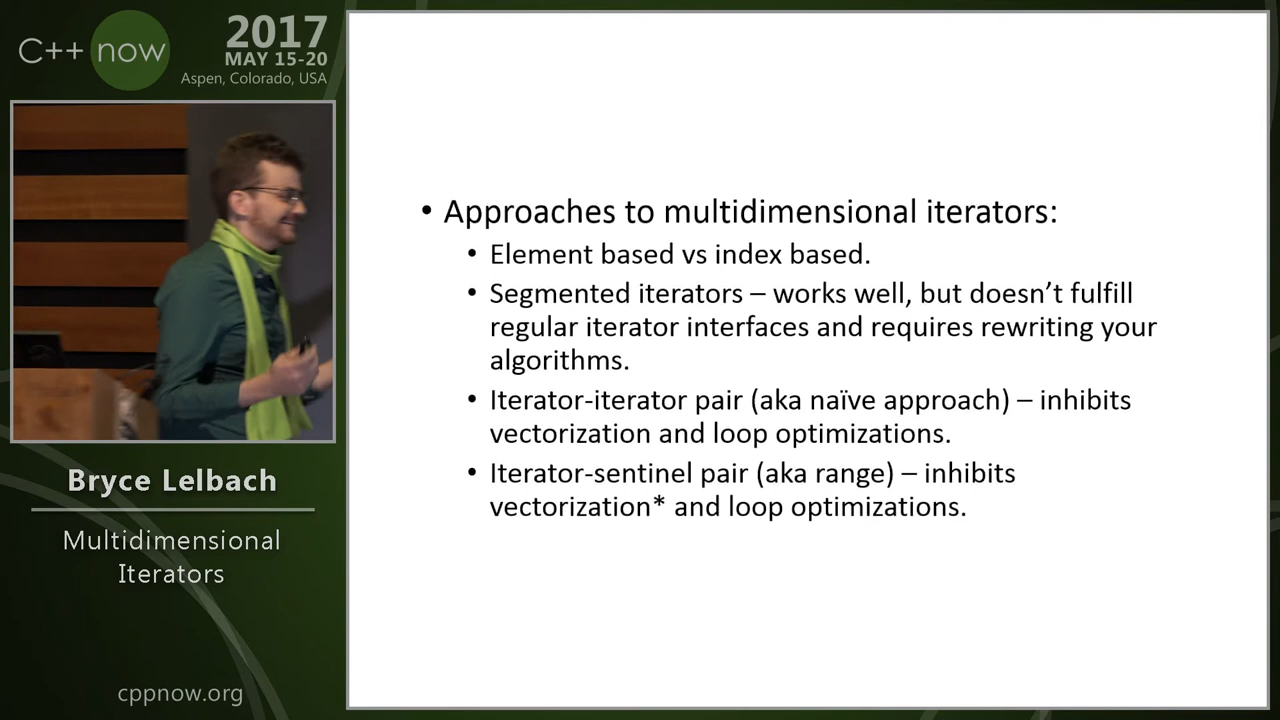 C++ now
2017
MAY 15-20
Aspen, Colorado, USA
Bryce Lelbach
Multidimensional
Iterators
cppnow.org
• Approaches to multidimensional iterators:
• Element based vs index based.
• Segmented iterators – works well, but doesn’t fulfill
regular iterator interfaces and requires rewriting your
algorithms.
• Iterator-iterator pair (aka naïve approach) – inhibits
vectorization and loop optimizations.
• Iterator-sentinel pair (aka range) – inhibits
vectorization* and loop optimizations.